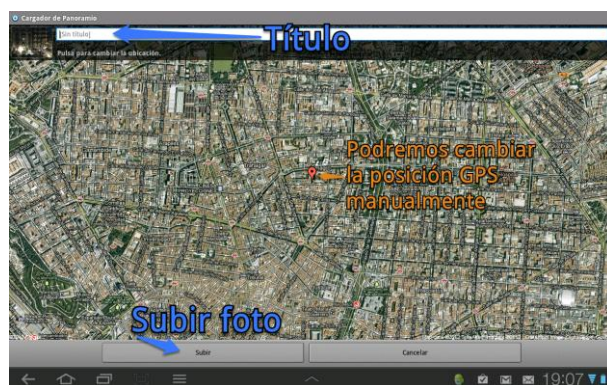 Cargador de Panoramio
[Sin título]
Título
Pulsa para cambiar la ubicación.
Podremos cambiar
la posición GPS
manualmente
Subir foto
Subir
Cancelar
19:07